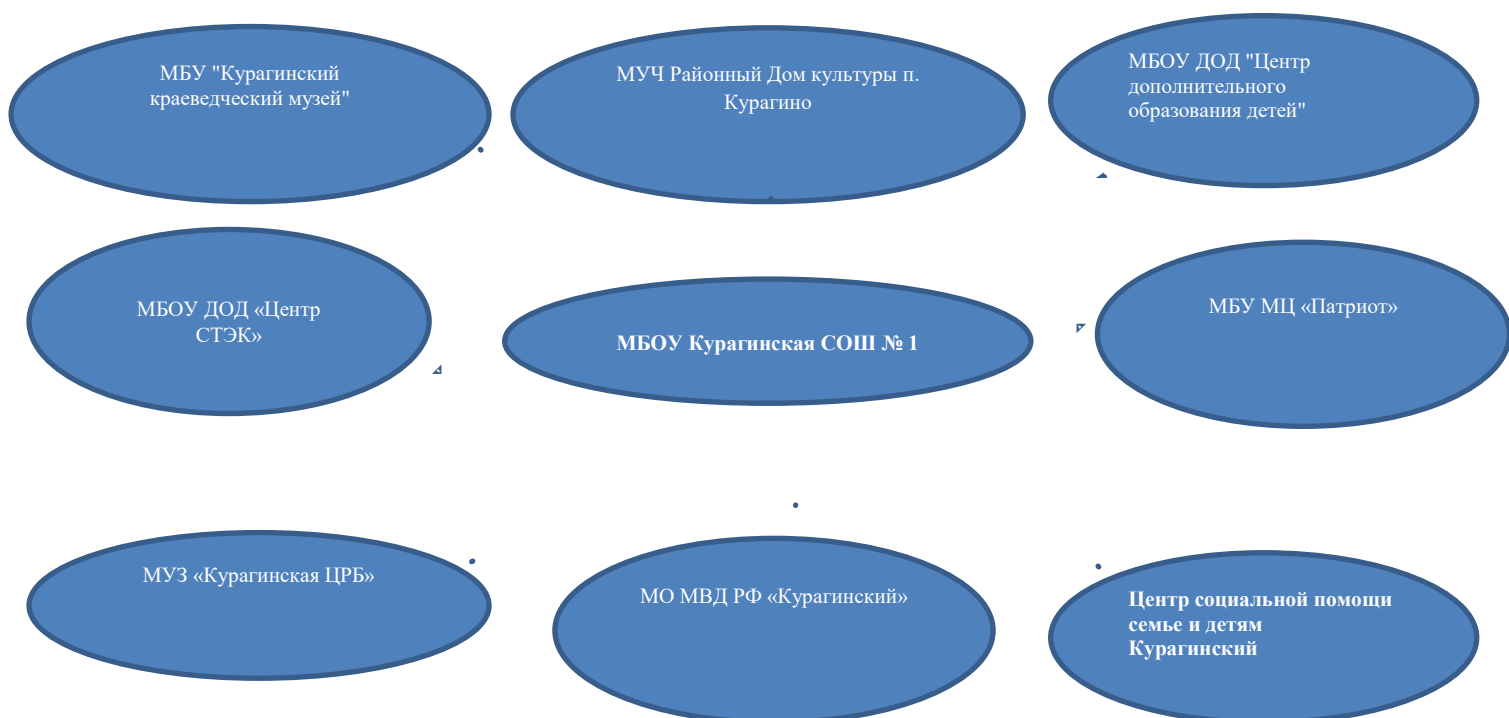 МБУ "Курагинский
краеведческий музей"
МУЧ Районный Дом культуры п.
Курагино
МБОУ ДОД "Центр
дополнительного
образования детей"
МБОУ ДОД «Центр
СТЭК»
МБОУ Курагинская СОШ № 1
МБУ МЦ «Патриот»
МУЗ «Курагинская ЦРБ»
МО МВД РФ «Курагинский»
Центр социальной помощи
семье и детям
Курагинский